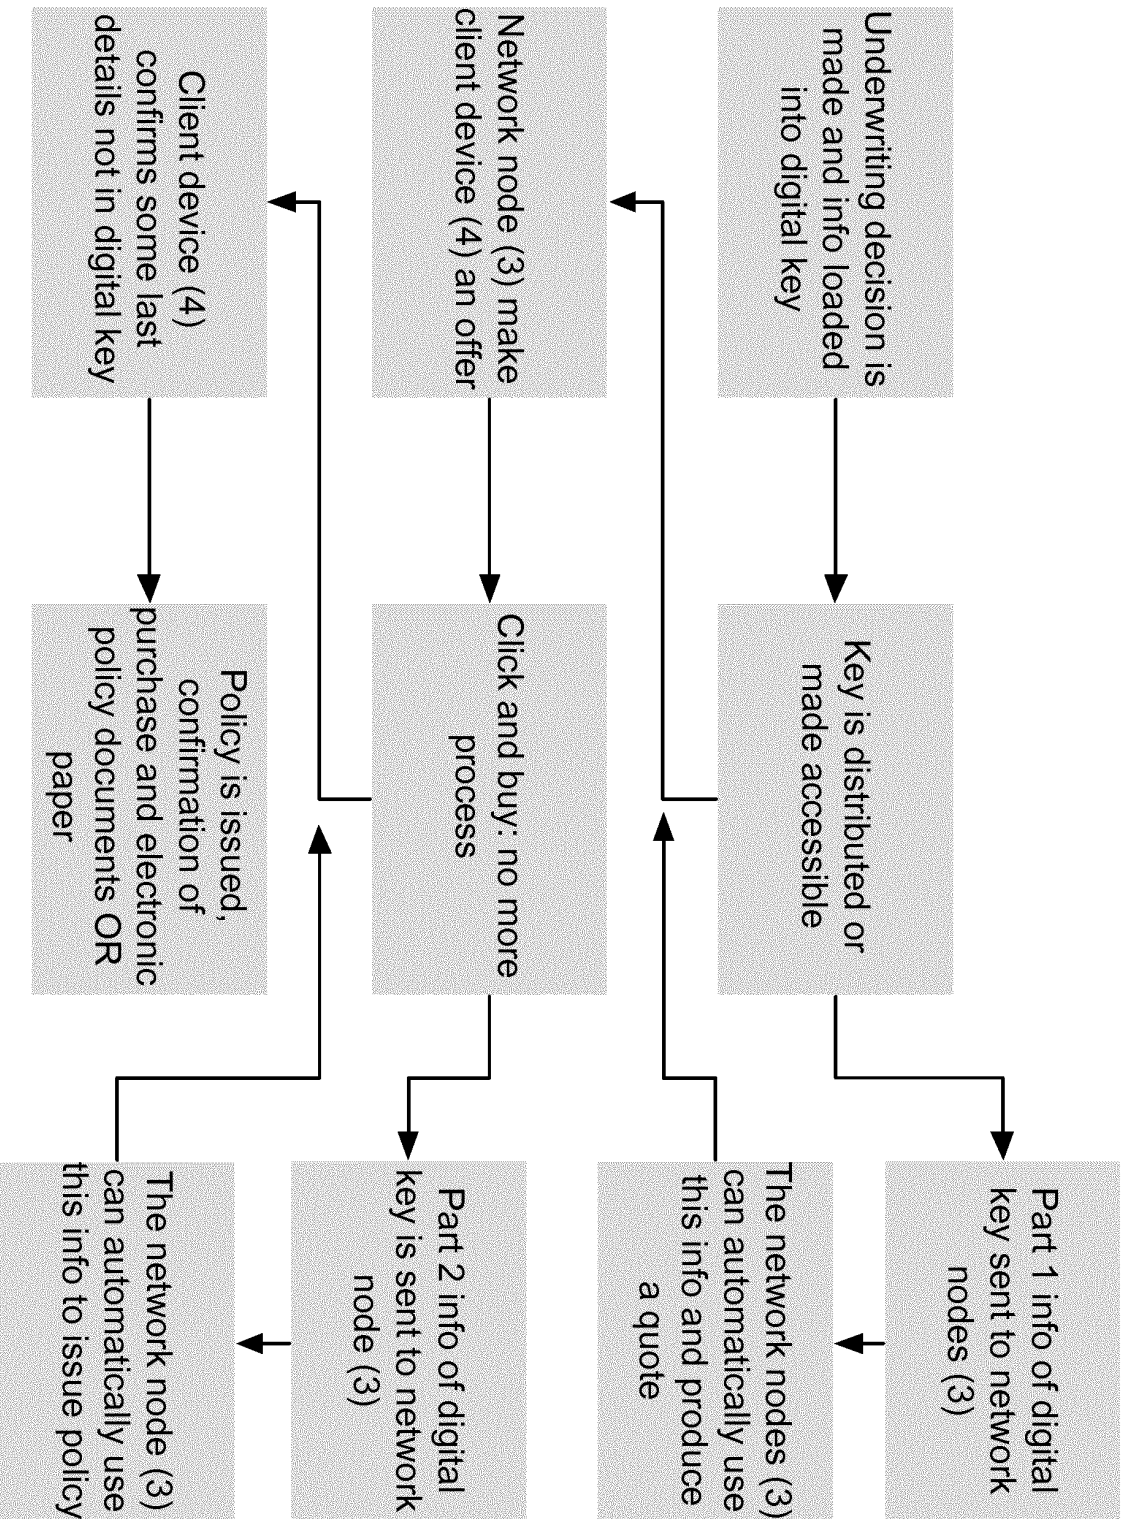 Underwriting decision is
made and info loaded
into digital key
Key is distributed or
made accessible
Part 1 info of digital
key sent to network
nodes (3)
The network nodes (3)
can automatically use
this info and produce
a quote
Network node (3) make
client device (4) an offer
Click and buy: no more
process
Part 2 info of digital
key is sent to network
node (3)
The network node (3)
can automatically use
this info to issue policy
Client device (4)
confirms some last
details not in digital key
Policy is issued,
confirmation of
purchase and electronic
policy documents OR
paper